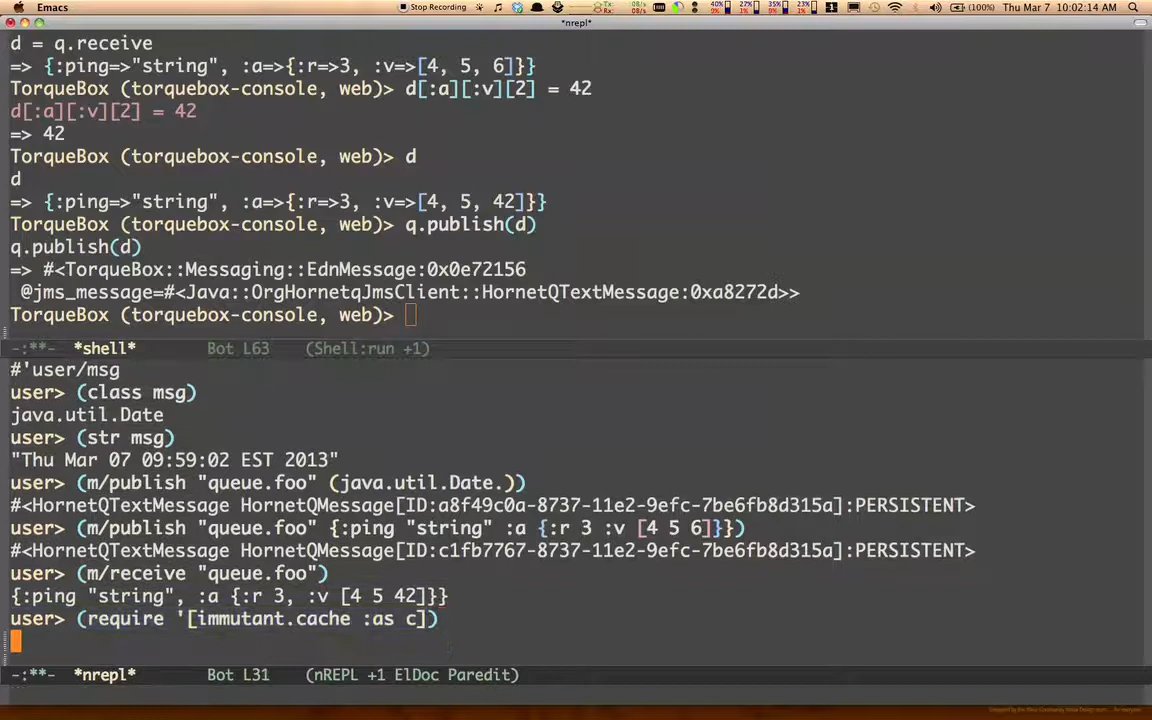 Emacs
Stop Recording
(100%)
Thu Mar 7 10:02:14 AM
*nrepl*
d = q.receive
=> {:ping=>"string", :a=>{:r=>3, :v=>[4, 5, 6]}}
TorqueBox (torquebox-console, web)> d[:a][:v][2] = 42
d[:a][:v][2] = 42
=> 42
TorqueBox (torquebox-console, web)> d
d
=> {:ping=>"string", :a=>{:r=>3, :v=>[4, 5, 42]}}
TorqueBox (torquebox-console, web)> q.publish(d)
q.publish(d)
=> #<TorqueBox::Messaging::EdnMessage:0x0e72156
@jms_message=#<Java::OrgHornetqJmsClient::HornetQTextMessage:0xa8272d>>
TorqueBox (torquebox-console, web)>
-:**-  *shell*  Bot L63  (Shell:run +1)
#'user/msg
user> (class msg)
java.util.Date
user> (str msg)
"Thu Mar 07 09:59:02 EST 2013"
user> (m/publish "queue.foo" (java.util.Date.))
#<HornetQTextMessage HornetQMessage[ID:a8f49c0a-8737-11e2-9efc-7be6fb8d315a]:PERSISTENT>
user> (m/publish "queue.foo" {:ping "string" :a {:r 3 :v [4 5 6]}})
#<HornetQTextMessage HornetQMessage[ID:c1fb7767-8737-11e2-9efc-7be6fb8d315a]:PERSISTENT>
user> (m/receive "queue.foo")
{:ping "string", :a {:r 3, :v [4 5 42]}}
user> (require '[immutant.cache :as c])
-:**-  *nrepl*  Bot L31  (nREPL +1 ElDoc Paredit)